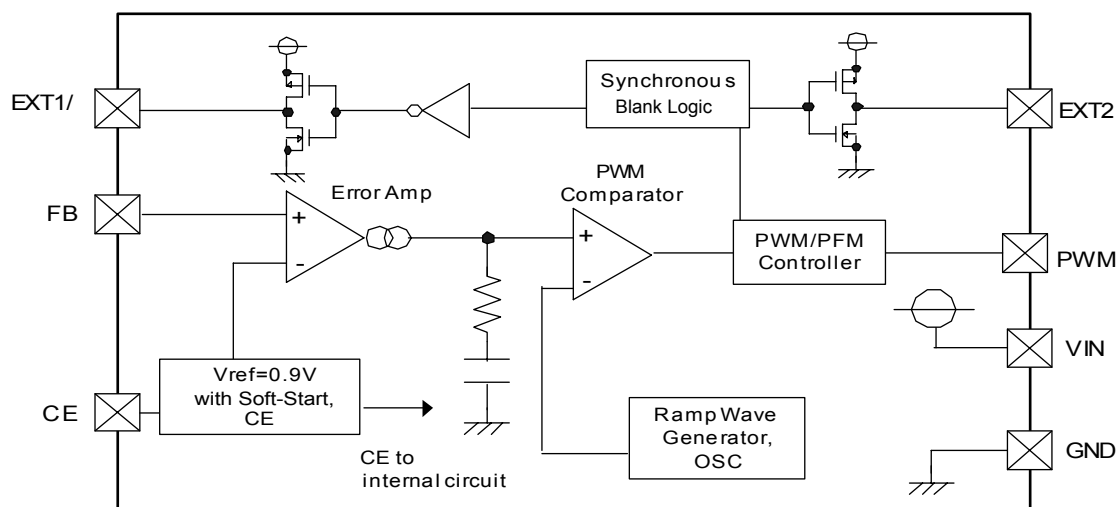 EXT1/
Synchronous
Blank Logic
EXT2
FB
Error Amp
+
-
PWM
Comparator
+
-
PWM/PFM
Controller
PWM
VIN
CE
Vref=0.9V
with Soft-Start,
CE
CE to
internal circuit
Ramp Wave
Generator,
OSC
GND